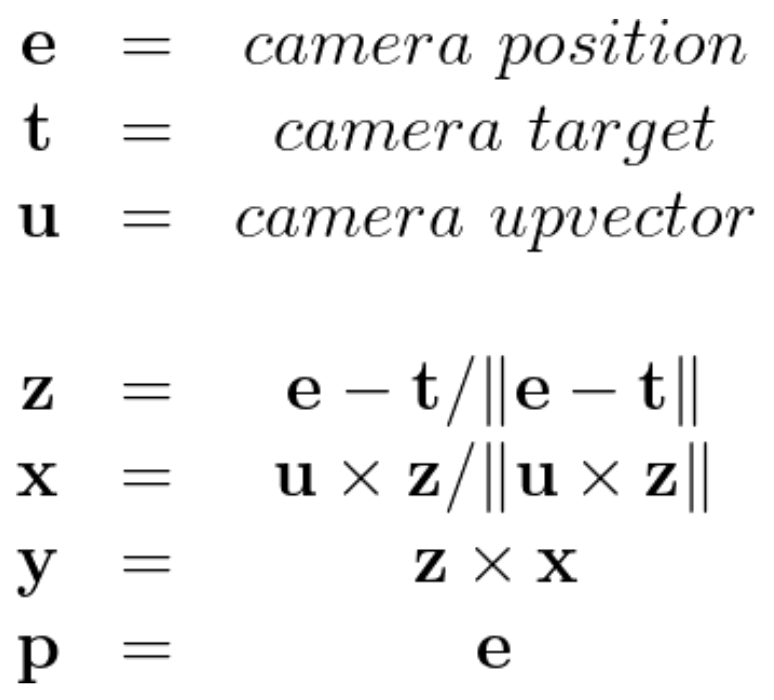 e = camera position
t = camera target
u = camera upvector
z = e − t/‖e − t‖
x = u × z/‖u × z‖
y = z × x
p = e